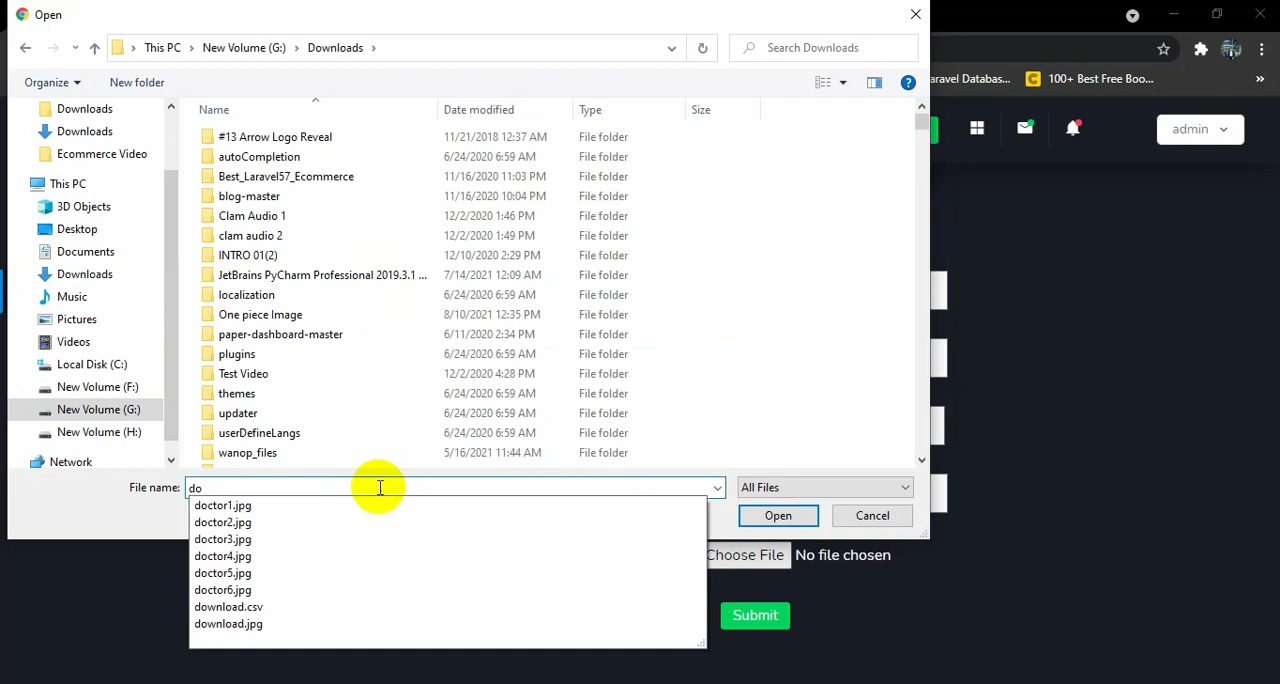 Open
This PC
New Volume (G:)
Downloads
Search Downloads
Organize
New folder
aravel Databas...
100+ Best Free Boo...
»
admin
Downloads
Downloads
Ecommerce Video
This PC
3D Objects
Desktop
Documents
Downloads
Music
Pictures
Videos
Local Disk (C:)
New Volume (F:)
New Volume (G:)
New Volume (H:)
Network
Name Date modified Type Size
#13 Arrow Logo Reveal 11/21/2018 12:37 AM File folder
autoCompletion 6/24/2020 6:59 AM File folder
Best_Laravel57_Ecommerce 11/16/2020 11:03 PM File folder
blog-master 11/16/2020 10:04 PM File folder
Clam Audio 1 12/2/2020 1:46 PM File folder
clam audio 2 12/2/2020 1:49 PM File folder
INTRO 01(2) 12/10/2020 2:29 PM File folder
JetBrains PyCharm Professional 2019.3.1 ... 7/14/2021 12:09 AM File folder
localization 6/24/2020 6:59 AM File folder
One piece Image 8/10/2021 12:35 PM File folder
paper-dashboard-master 6/11/2020 2:34 PM File folder
plugins 6/24/2020 6:59 AM File folder
Test Video 12/2/2020 4:28 PM File folder
themes 6/24/2020 6:59 AM File folder
updater 6/24/2020 6:59 AM File folder
userDefineLangs 6/24/2020 6:59 AM File folder
wanop_files 5/16/2021 11:44 AM File folder
File name: do
All Files
doctor1.jpg
doctor2.jpg
doctor3.jpg
doctor4.jpg
doctor5.jpg
doctor6.jpg
download.csv
download.jpg
Open
Cancel
Choose File No file chosen
Submit